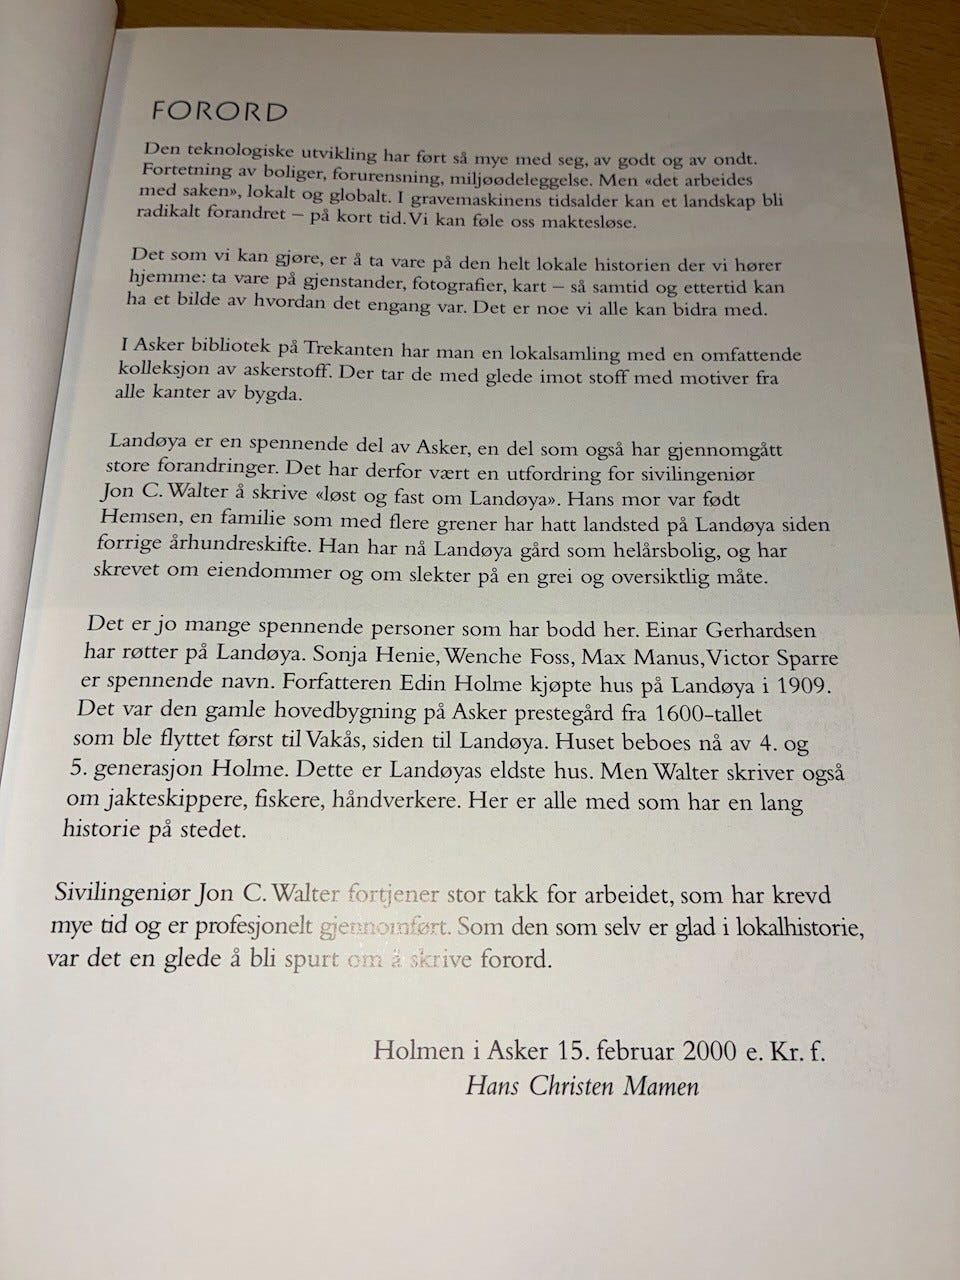 FORORD
Den teknologiske utvikling har ført så mye med seg, av godt og av ondt.
Fortetning av boliger, forurensning, miljøødeleggelse. Men «det arbeides
med saken», lokalt og globalt. I gravemaskinens tidsalder kan et landskap bli
radikalt forandret – på kort tid. Vi kan føle oss maktesløse.
Det som vi kan gjøre, er å ta vare på den helt lokale historien der vi hører
hjemme: ta vare på gjenstander, fotografier, kart – så samtid og ettertid kan
ha et bilde av hvordan det engang var. Det er noe vi alle kan bidra med.
I Asker bibliotek på Trekanten har man en lokalsamling med en omfattende
kolleksjon av askerstoff. Der tar de med glede imot stoff med motiver fra
alle kanter av bygda.
Landøya er en spennende del av Asker, en del som også har gjennomgått
store forandringer. Det har derfor vært en utfordring for sivilingeniør
Jon C. Walter å skrive «løst og fast om Landøya». Hans mor var født
Hemsen, en familie som med flere grener har hatt landsted på Landøya siden
forrige århundreskifte. Han har nå Landøya gård som helårsbolig, og har
skrevet om eiendommer og om slekter på en grei og oversiktlig måte.
Det er jo mange spennende personer som har bodd her. Einar Gerhardsen
har røtter på Landøya. Sonja Henie, Wenche Foss, Max Manus, Victor Sparre
er spennende navn. Forfatteren Edin Holme kjøpte hus på Landøya i 1909.
Det var den gamle hovedbygning på Asker prestegård fra 1600-tallet
som ble flyttet først til Vakås, siden til Landøya. Huset beboes nå av 4. og
5. generasjon Holme. Dette er Landøyas eldste hus. Men Walter skriver også
om jakteskippere, fiskere, håndverkere. Her er alle med som har en lang
historie på stedet.
Sivilingeniør Jon C. Walter fortjener stor takk for arbeidet, som har krevd
mye tid og er profesjonelt gjennomført. Som den som selv er glad i lokalhistorie,
var det en glede å bli spurt om å skrive forord.
Holmen i Asker 15. februar 2000 e. Kr. f.
Hans Christen Mamen